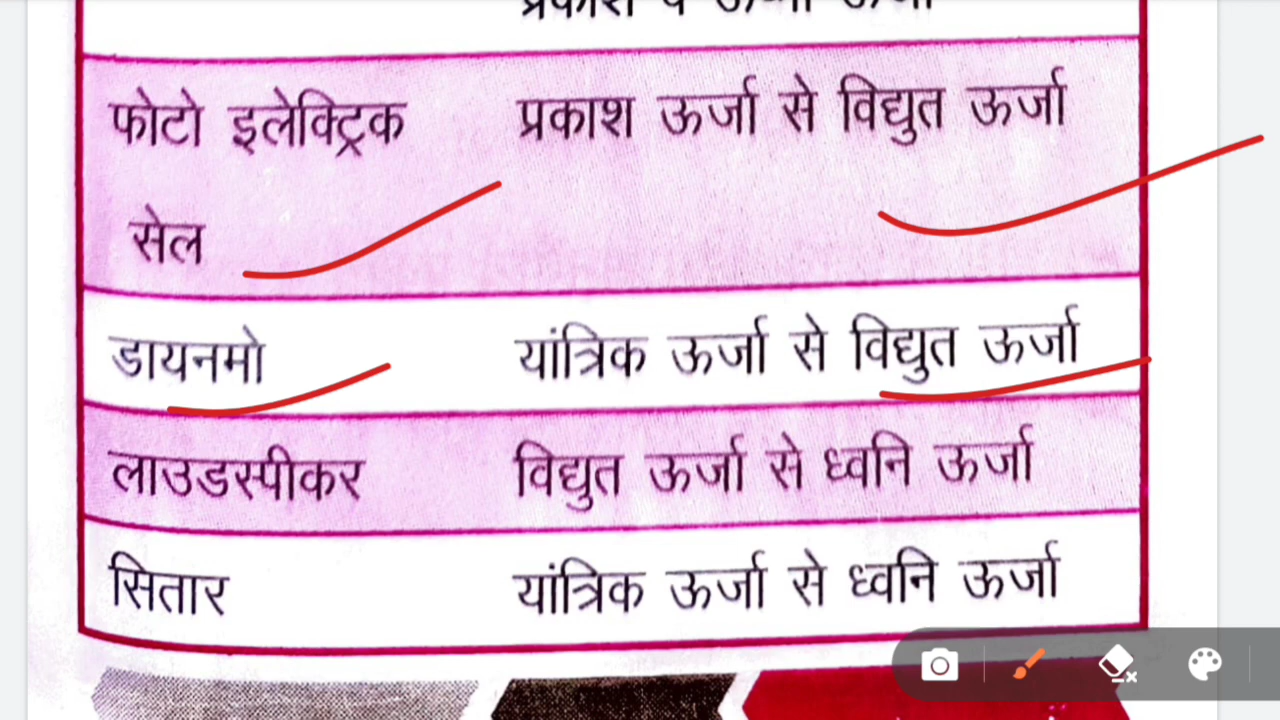 फोटो इलेक्ट्रिक प्रकाश ऊर्जा से विद्युत ऊर्जा
सेल
डायनमो यांत्रिक ऊर्जा से विद्युत ऊर्जा
लाउडस्पीकर विद्युत ऊर्जा से ध्वनि ऊर्जा
सितार यांत्रिक ऊर्जा से ध्वनि ऊर्जा